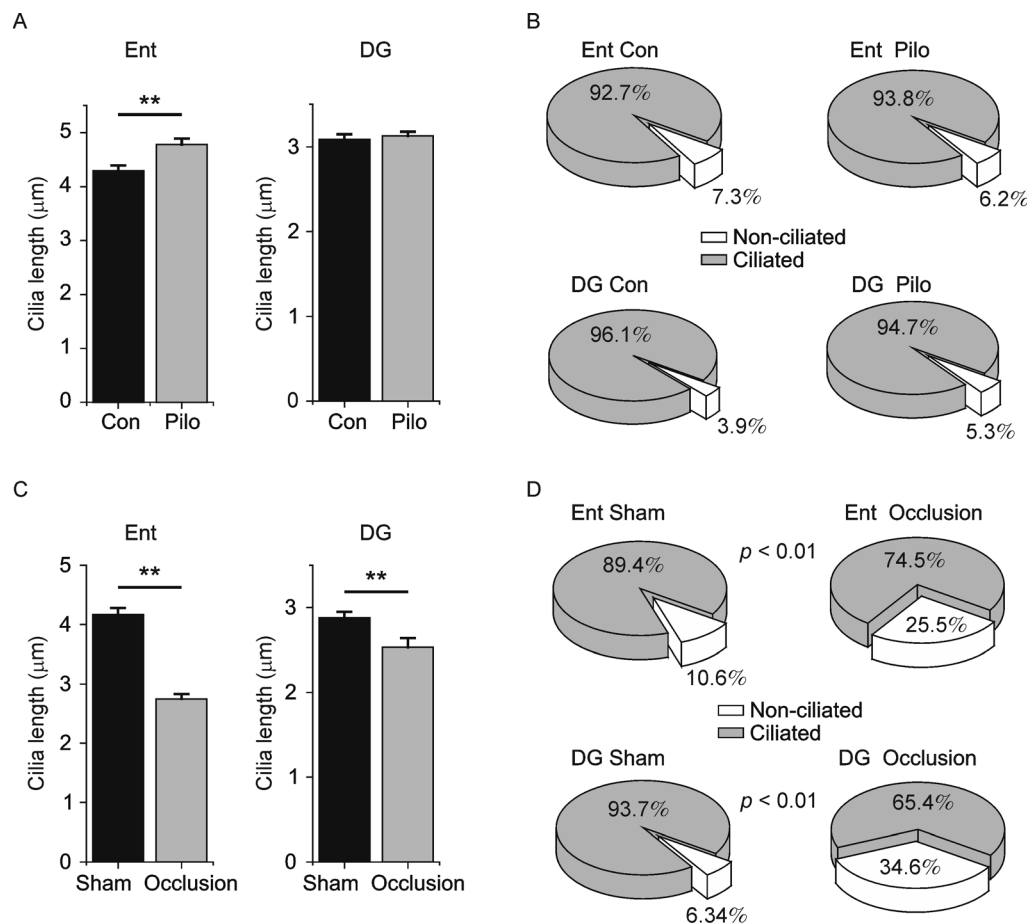 A
Ent
DG
**
Cilia length (μm)
5
4
3
2
1
0
Con Pilo
Cilia length (μm)
3
2
1
0
Con Pilo
B
Ent Con
Ent Pilo
92.7%
93.8%
7.3%
6.2%
Non-ciliated
Ciliated
DG Con
DG Pilo
96.1%
94.7%
3.9%
5.3%
C
Ent
DG
**
**
Cilia length (μm)
5
4
3
2
1
0
Sham Occlusion
Cilia length (μm)
3
2
1
0
Sham Occlusion
D
Ent Sham
Ent Occlusion
p < 0.01
89.4%
74.5%
25.5%
10.6%
Non-ciliated
Ciliated
DG Sham
DG Occlusion
p < 0.01
93.7%
65.4%
34.6%
6.34%